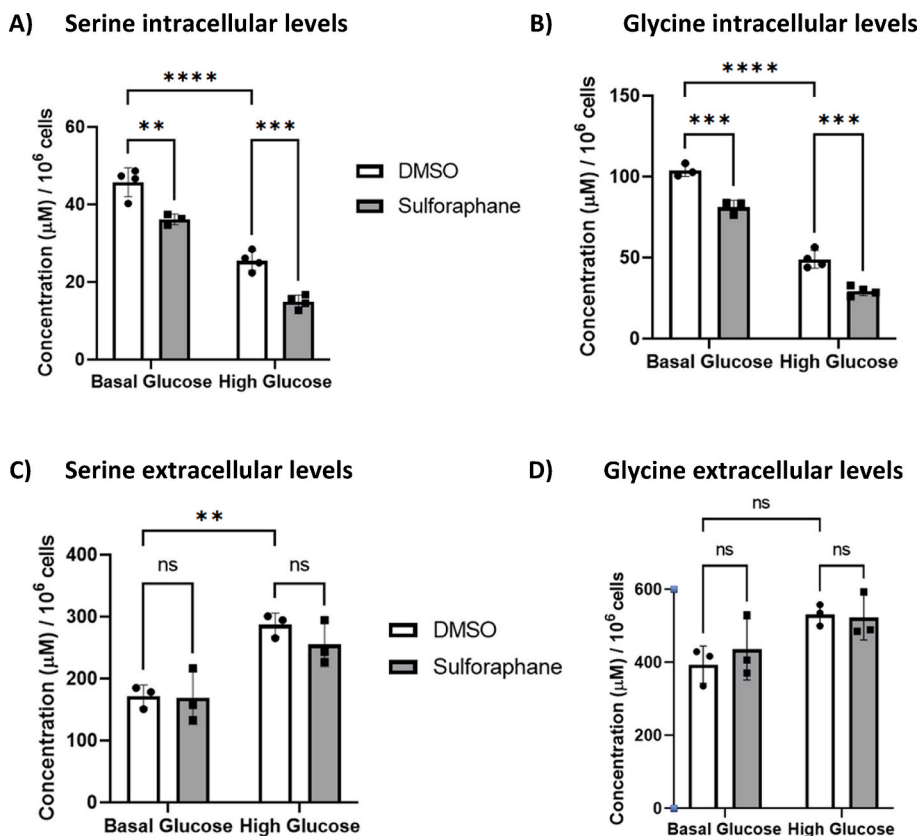 A) Serine intracellular levels
Concentration (µM) / 10⁶ cells
60
40
20
0
****
**
***
Basal Glucose High Glucose
DMSO
Sulforaphane
B) Glycine intracellular levels
Concentration (µM) / 10⁶ cells
150
100
50
0
****
***
***
Basal Glucose High Glucose
C) Serine extracellular levels
Concentration (µM) / 10⁶ cells
400
300
200
100
0
**
ns
ns
Basal Glucose High Glucose
DMSO
Sulforaphane
D) Glycine extracellular levels
Concentration (µM) / 10⁶ cells
600
400
200
0
ns
ns
ns
Basal Glucose High Glucose